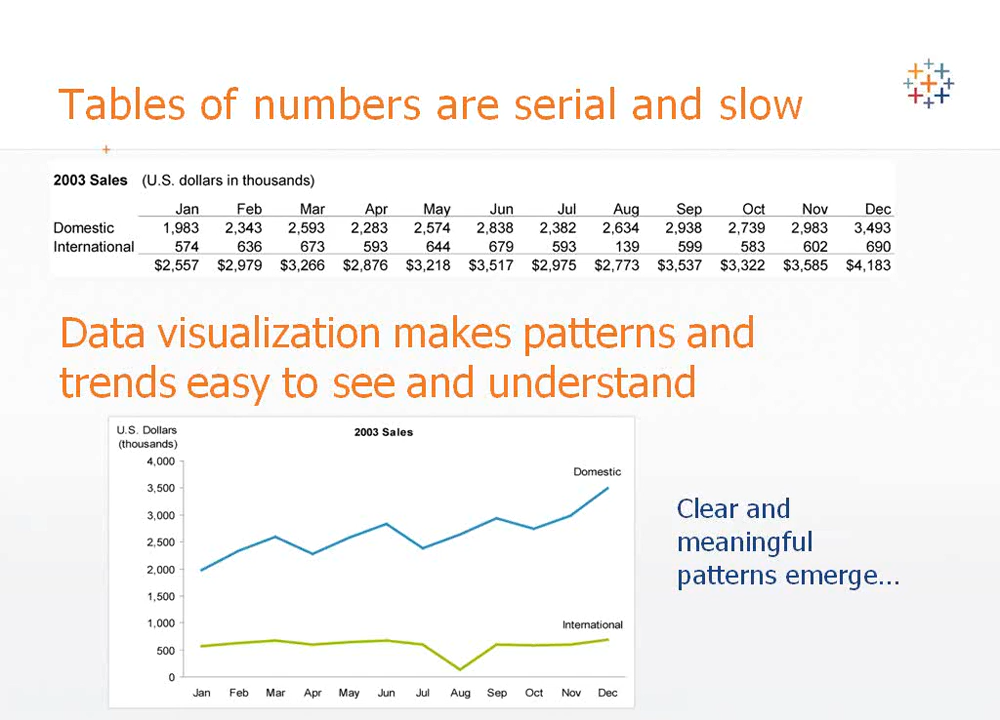 Tables of numbers are serial and slow
2003 Sales (U.S. dollars in thousands)
Jan Feb Mar Apr May Jun Jul Aug Sep Oct Nov Dec
Domestic 1,983 2,343 2,593 2,283 2,574 2,838 2,382 2,634 2,938 2,739 2,983 3,493
International 574 636 673 593 644 679 593 139 599 583 602 690
$2,557 $2,979 $3,266 $2,876 $3,218 $3,517 $2,975 $2,773 $3,537 $3,322 $3,585 $4,183
Data visualization makes patterns and
trends easy to see and understand
U.S. Dollars
(thousands)
2003 Sales
4,000
3,500
3,000
2,500
2,000
1,500
1,000
500
0
Domestic
International
Jan Feb Mar Apr May Jun Jul Aug Sep Oct Nov Dec
Clear and
meaningful
patterns emerge...